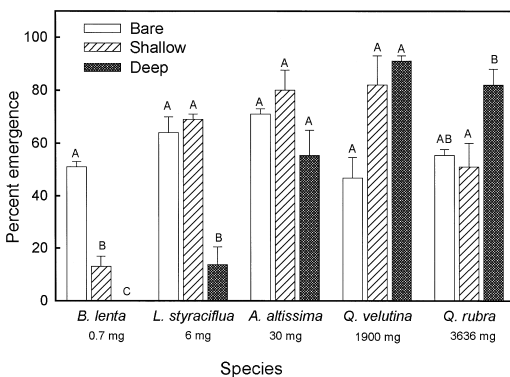 Bare
Shallow
Deep
Percent emergence
100
80
60
40
20
0
A
B
C
A
A
B
A
A
A
A
A
A
AB
A
B
B. lenta L. styraciflua A. altissima Q. velutina Q. rubra
0.7 mg 6 mg 30 mg 1900 mg 3636 mg
Species